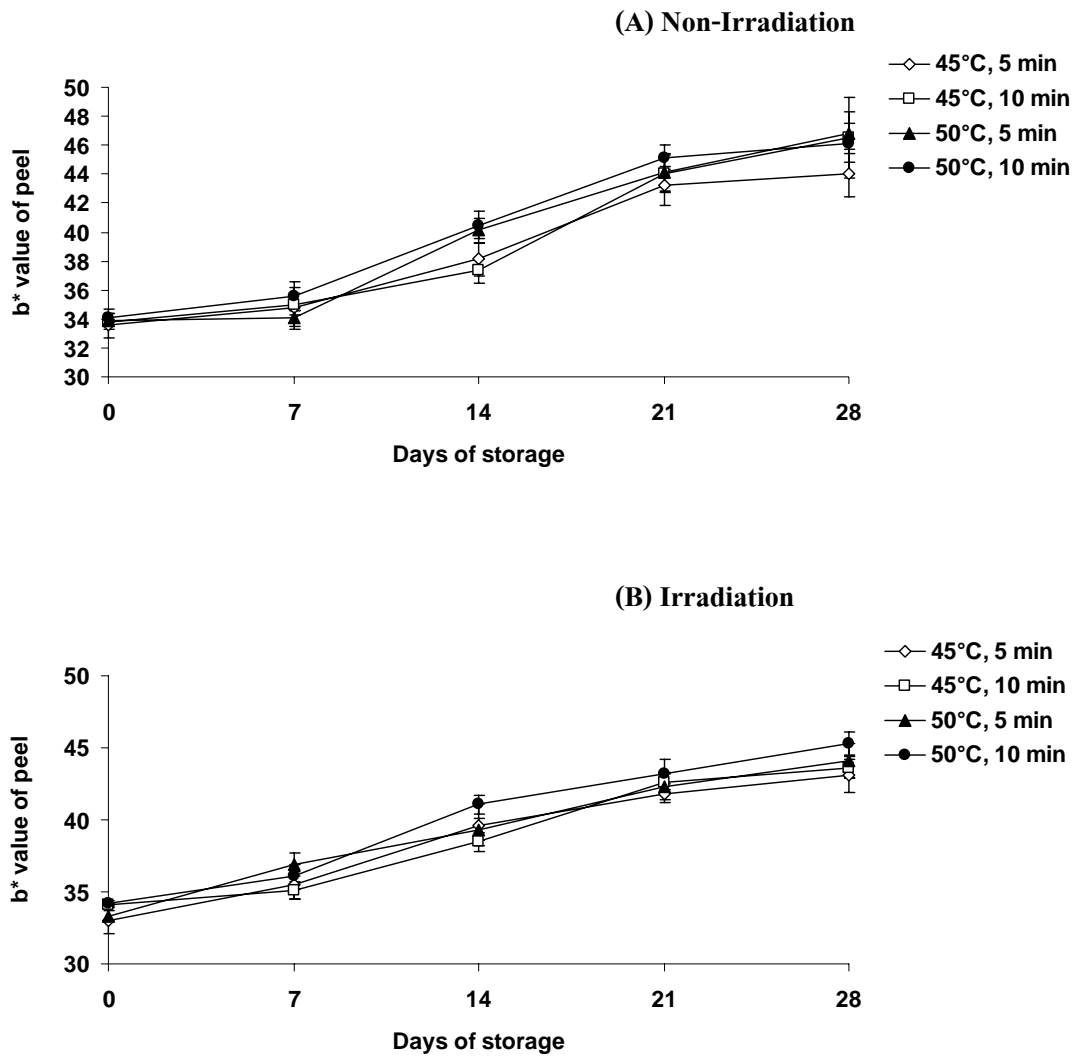 (A) Non-Irradiation
45°C, 5 min
45°C, 10 min
50°C, 5 min
50°C, 10 min
b* value of peel
50
48
46
44
42
40
38
36
34
32
30
0 7 14 21 28
Days of storage
(B) Irradiation
45°C, 5 min
45°C, 10 min
50°C, 5 min
50°C, 10 min
b* value of peel
50
45
40
35
30
0 7 14 21 28
Days of storage